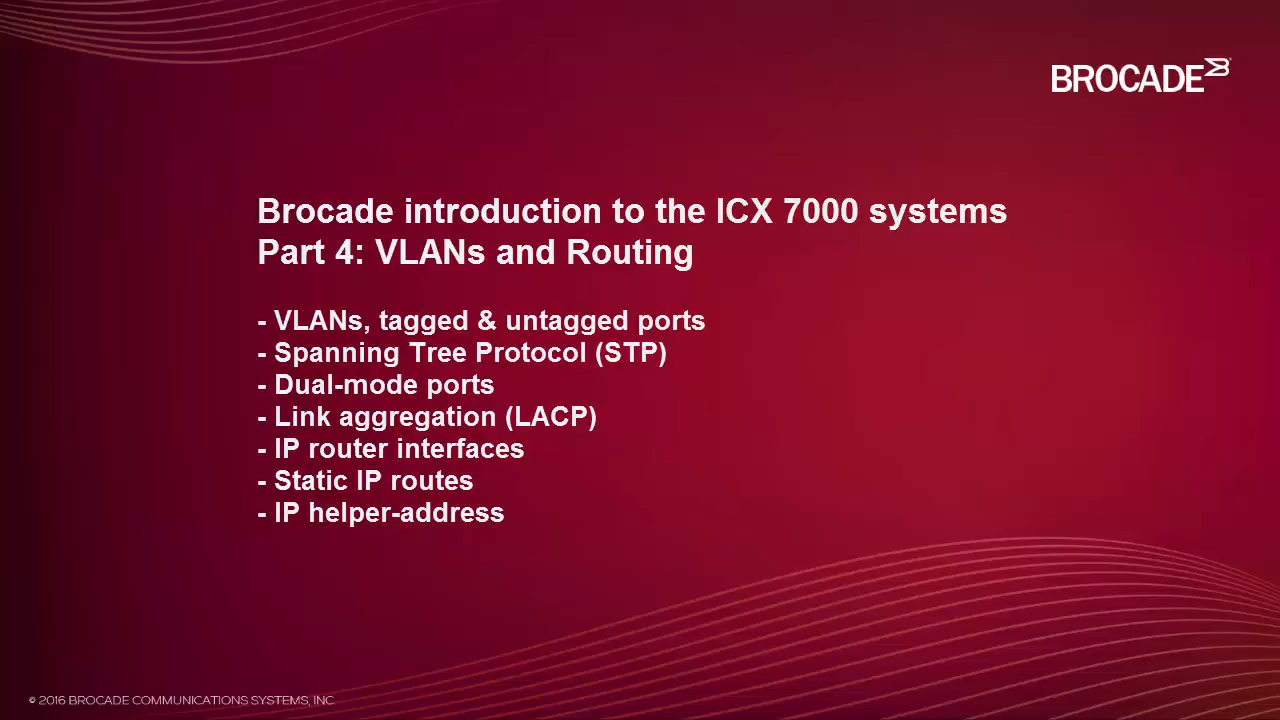 BROCADE
Brocade introduction to the ICX 7000 systems
Part 4: VLANs and Routing
- VLANs, tagged & untagged ports
- Spanning Tree Protocol (STP)
- Dual-mode ports
- Link aggregation (LACP)
- IP router interfaces
- Static IP routes
- IP helper-address
© 2016 BROCADE COMMUNICATIONS SYSTEMS, INC